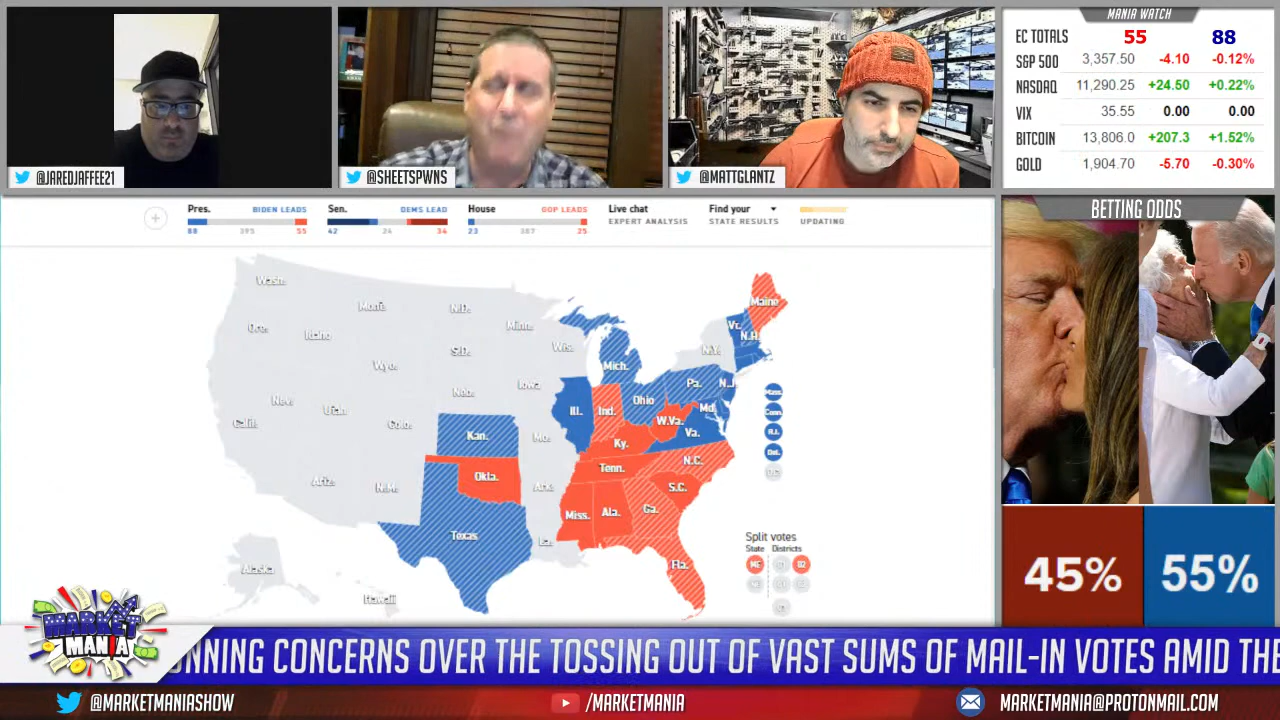 @JAREDJAFFEE21
@SHEETSPWNS
@MATTGLANTZ
MANIA WATCH
EC TOTALS 55 88
S&P 500 3,357.50 -4.10 -0.12%
NASDAQ 11,290.25 +24.50 +0.22%
VIX 35.55 0.00 0.00
BITCOIN 13,806.0 +207.3 +1.52%
GOLD 1,904.70 -5.70 -0.30%
Pres. BIDEN LEADS
88 395 55
Sen. DEMS LEAD
42 24 34
House GOP LEADS
23 387 25
Live chat
EXPERT ANALYSIS
Find your
STATE RESULTS
UPDATING
BETTING ODDS
Wash.
Mont.
N.D.
Minn.
Maine
Ore.
Idaho
S.D.
Wis.
Vt.
N.H.
N.Y.
Wyo.
Mich.
Iowa
Neb.
Pa.
N.J.
Nev.
Utah
Colo.
Ill.
Ind.
Ohio
Md.
Mass.
Conn.
R.I.
Del.
Calif.
Kan.
Mo.
W.Va.
Va.
Ky.
Ariz.
N.M.
Okla.
Ark.
Tenn.
N.C.
S.C.
Texas
La.
Miss.
Ala.
Ga.
Fla.
Alaska
Hawaii
Split votes
State Districts
ME
45% 55%
MARKET
MANIA
NNING CONCERNS OVER THE TOSSING OUT OF VAST SUMS OF MAIL-IN VOTES AMID THE
@MARKETMANIASHOW
/MARKETMANIA
MARKETMANIA@PROTONMAIL.COM